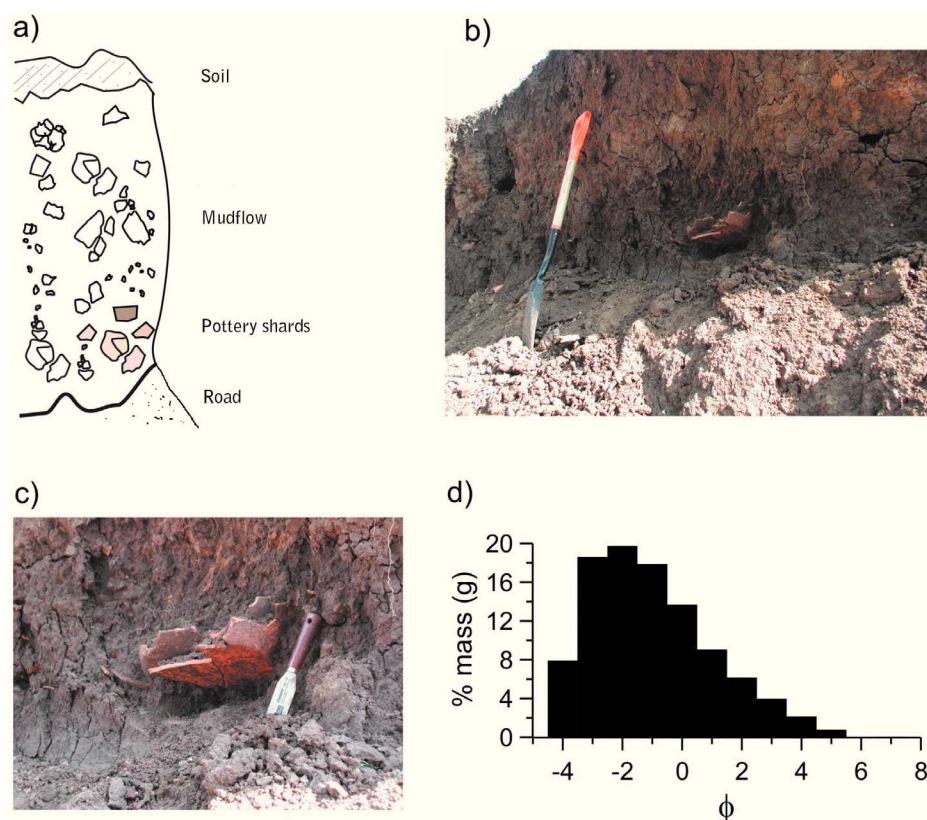 a)
Soil
Mudflow
Pottery shards
Road
b)
c)
d)
% mass (g)
20
16
12
8
4
0
-4 -2 0 2 4 6 8
ϕ